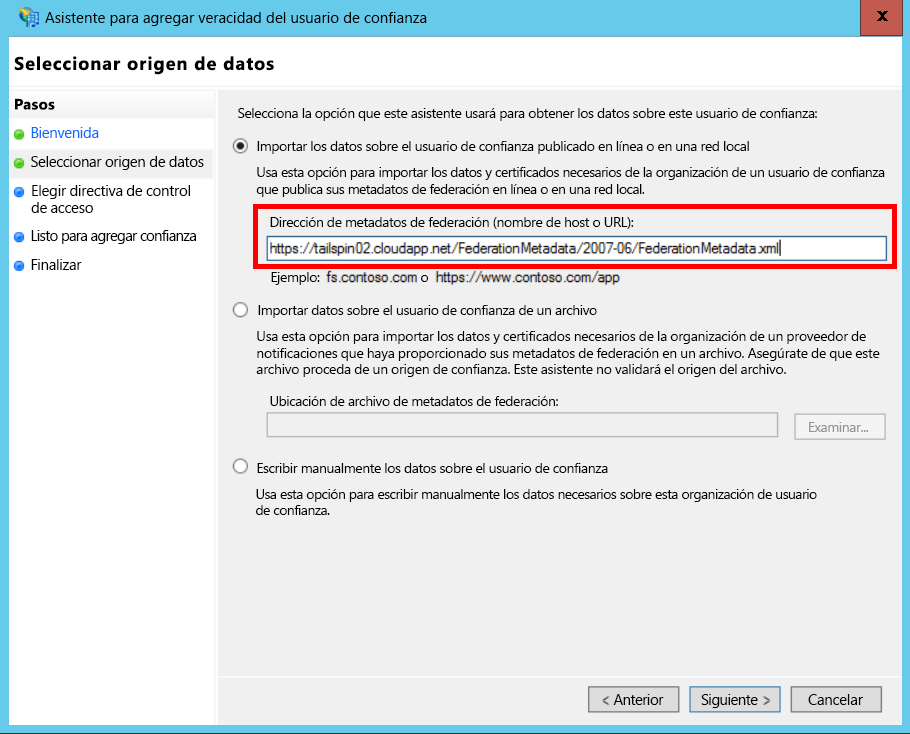 Asistente para agregar veracidad del usuario de confianza
x
Seleccionar origen de datos
Pasos
Bienvenida
Seleccionar origen de datos
Elegir directiva de control
de acceso
Listo para agregar confianza
Finalizar
Selecciona la opción que este asistente usará para obtener los datos sobre este usuario de confianza:
Importar los datos sobre el usuario de confianza publicado en línea o en una red local
Usa esta opción para importar los datos y certificados necesarios de la organización de un usuario de confianza
que publica sus metadatos de federación en línea o en una red local.
Dirección de metadatos de federación (nombre de host o URL):
https://tailspin02.cloudapp.net/FederationMetadata/2007-06/FederationMetadata.xml
Ejemplo: fs.contoso.com o https://www.contoso.com/app
Importar datos sobre el usuario de confianza de un archivo
Usa esta opción para importar los datos y certificados necesarios de la organización de un proveedor de
notificaciones que haya proporcionado sus metadatos de federación en un archivo. Asegúrate de que este
archivo proceda de un origen de confianza. Este asistente no validará el origen del archivo.
Ubicación de archivo de metadatos de federación:
Examinar...
Escribir manualmente los datos sobre el usuario de confianza
Usa esta opción para escribir manualmente los datos necesarios sobre esta organización de usuario
de confianza.
< Anterior
Siguiente >
Cancelar